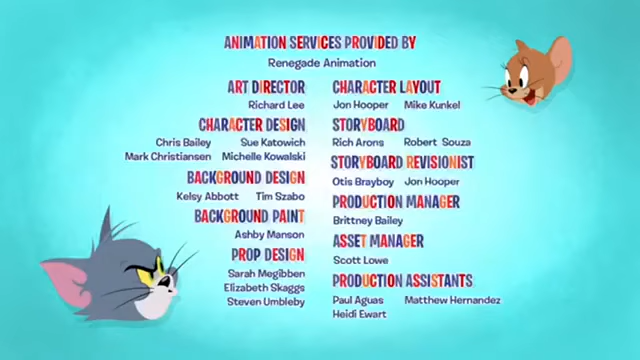 ANIMATION SERVICES PROVIDED BY
Renegade Animation
ART DIRECTOR
Richard Lee
CHARACTER DESIGN
Chris Bailey Sue Katowich
Mark Christiansen Michelle Kowalski
BACKGROUND DESIGN
Kelsy Abbott Tim Szabo
BACKGROUND PAINT
Ashby Manson
PROP DESIGN
Sarah Megibben
Elizabeth Skaggs
Steven Umbleby
CHARACTER LAYOUT
Jon Hooper Mike Kunkel
STORYBOARD
Rich Arons Robert Souza
STORYBOARD REVISIONIST
Otis Brayboy Jon Hooper
PRODUCTION MANAGER
Brittney Bailey
ASSET MANAGER
Scott Lowe
PRODUCTION ASSISTANTS
Paul Aguas Matthew Hernandez
Heidi Ewart